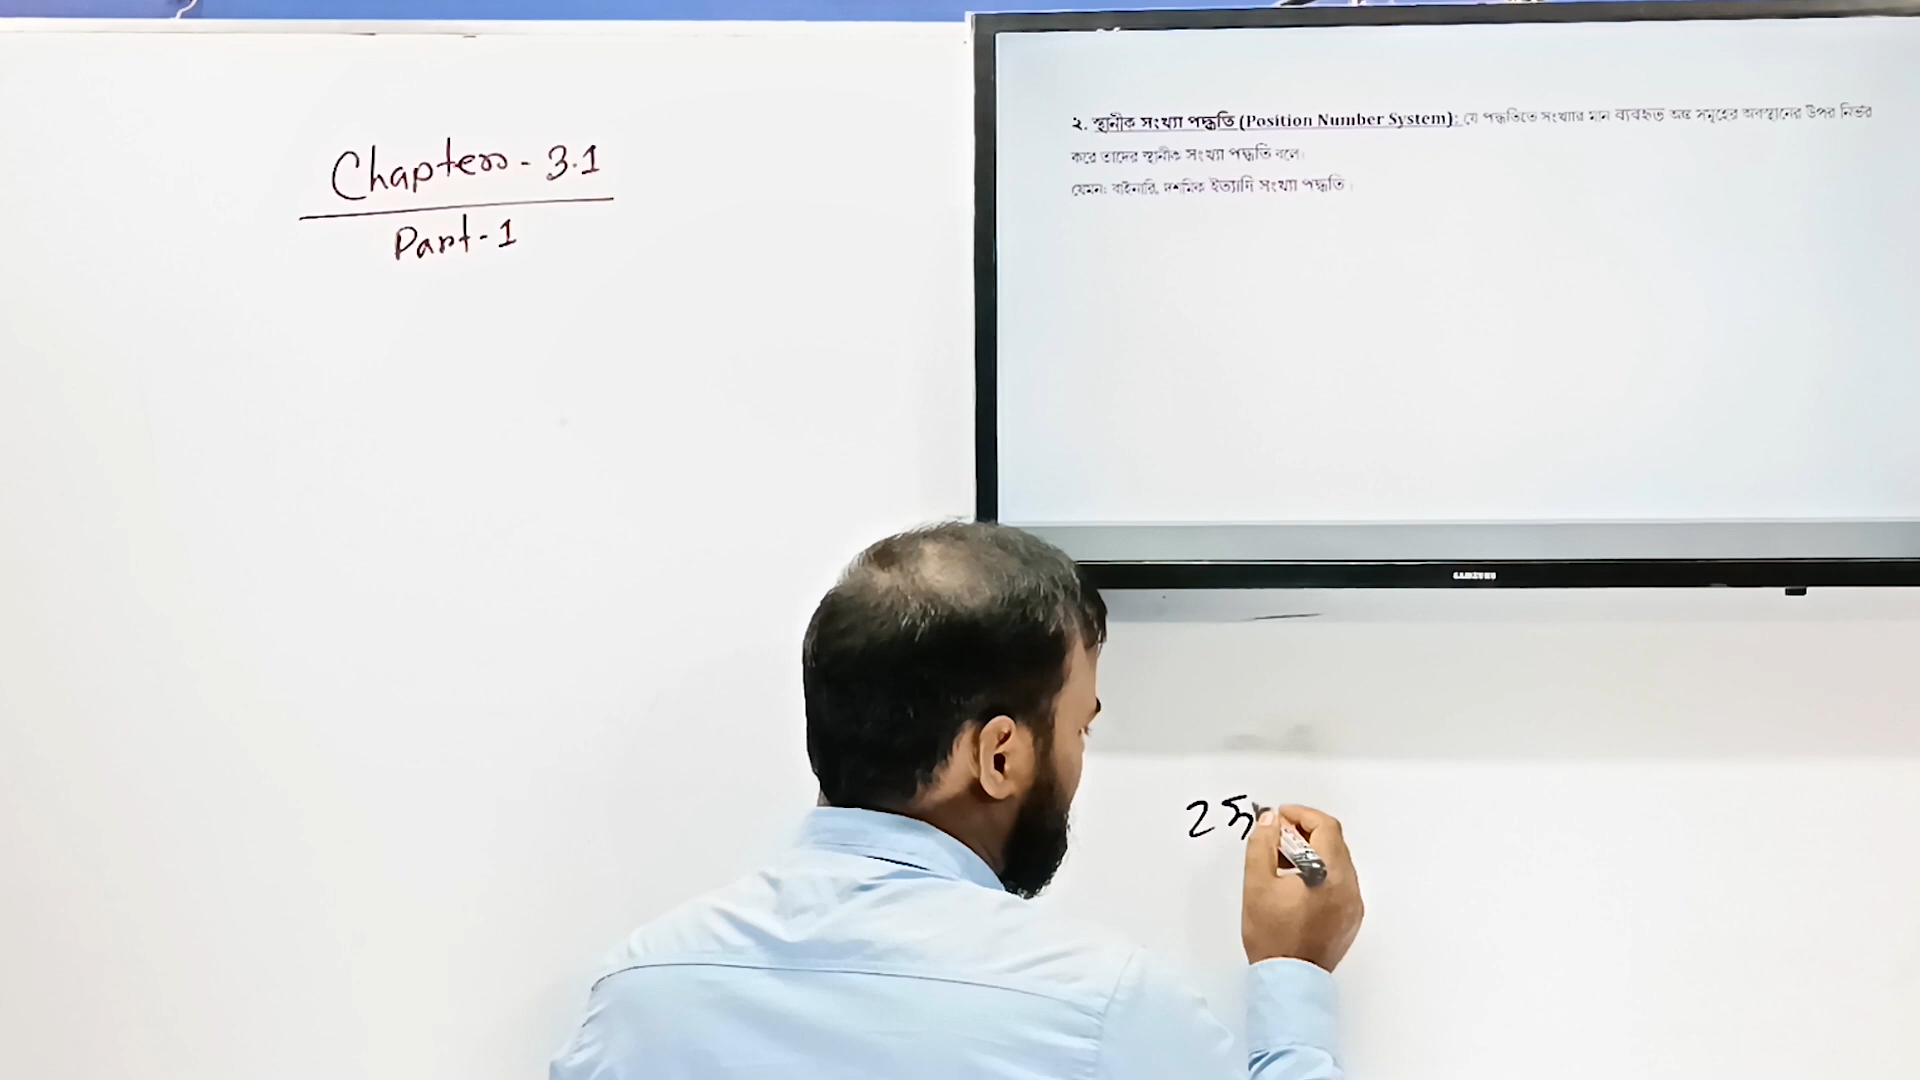 Chapter - 3.1
Part - 1
২. স্থানীক সংখ্যা পদ্ধতি (Position Number System): যে পদ্ধতিতে সংখ্যার মান ব্যবহৃত অঙ্ক সমূহের অবস্থানের উপর নির্ভর
করে তাদের স্থানীক সংখ্যা পদ্ধতি বলে।
যেমন: বাইনারি, দশমিক ইত্যাদি সংখ্যা পদ্ধতি।
SAMSUNG
25